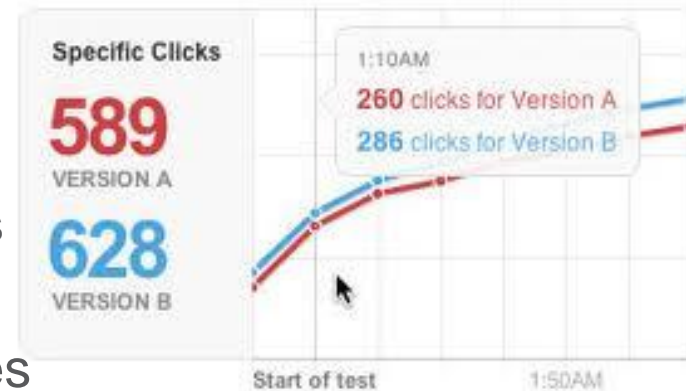 Specific Clicks
589
VERSION A
628
VERSION B
1:10AM
260 clicks for Version A
286 clicks for Version B
Start of test
1:50AM
s
es